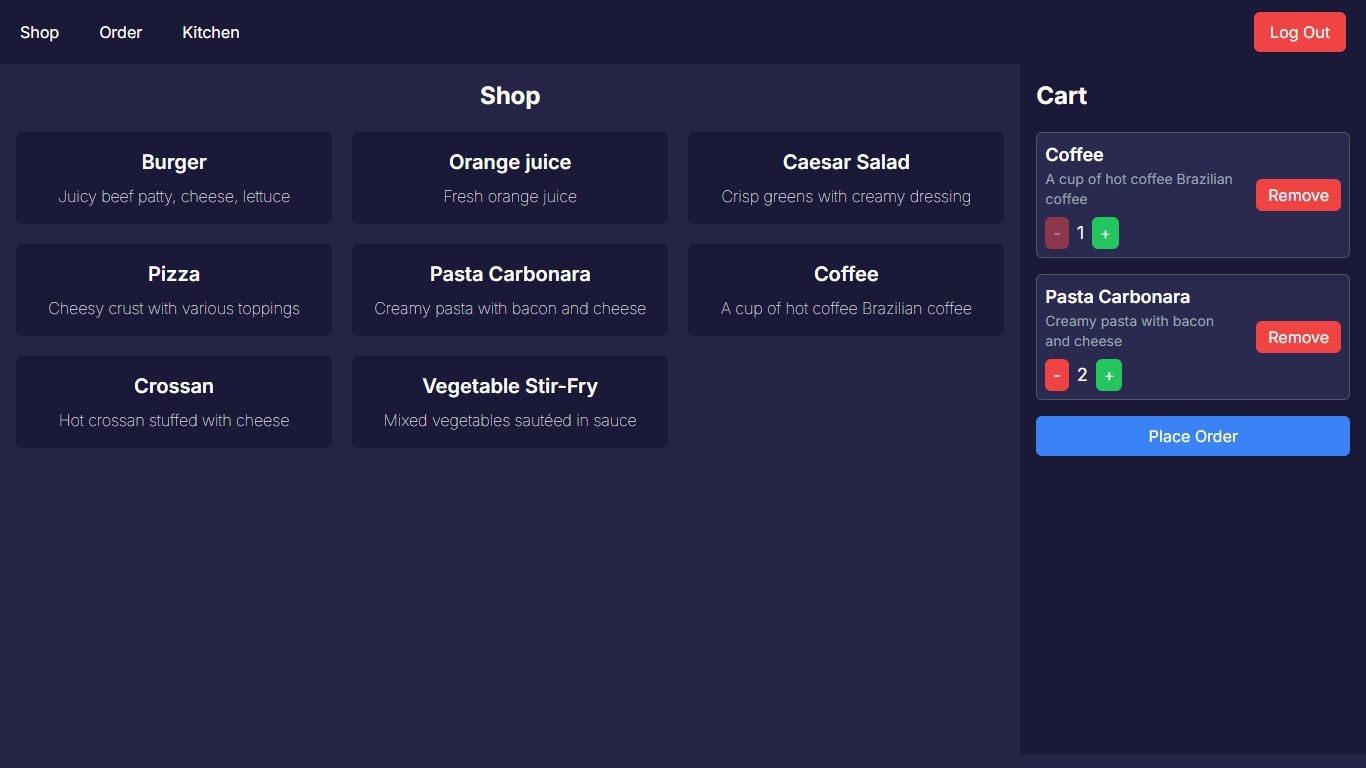 Shop Order Kitchen Log Out
Shop
Burger
Juicy beef patty, cheese, lettuce
Orange juice
Fresh orange juice
Caesar Salad
Crisp greens with creamy dressing
Pizza
Cheesy crust with various toppings
Pasta Carbonara
Creamy pasta with bacon and cheese
Coffee
A cup of hot coffee Brazilian coffee
Crossan
Hot crossan stuffed with cheese
Vegetable Stir-Fry
Mixed vegetables sautéed in sauce
Cart
Coffee
A cup of hot coffee Brazilian
coffee
Remove
- 1 +
Pasta Carbonara
Creamy pasta with bacon
and cheese
Remove
- 2 +
Place Order